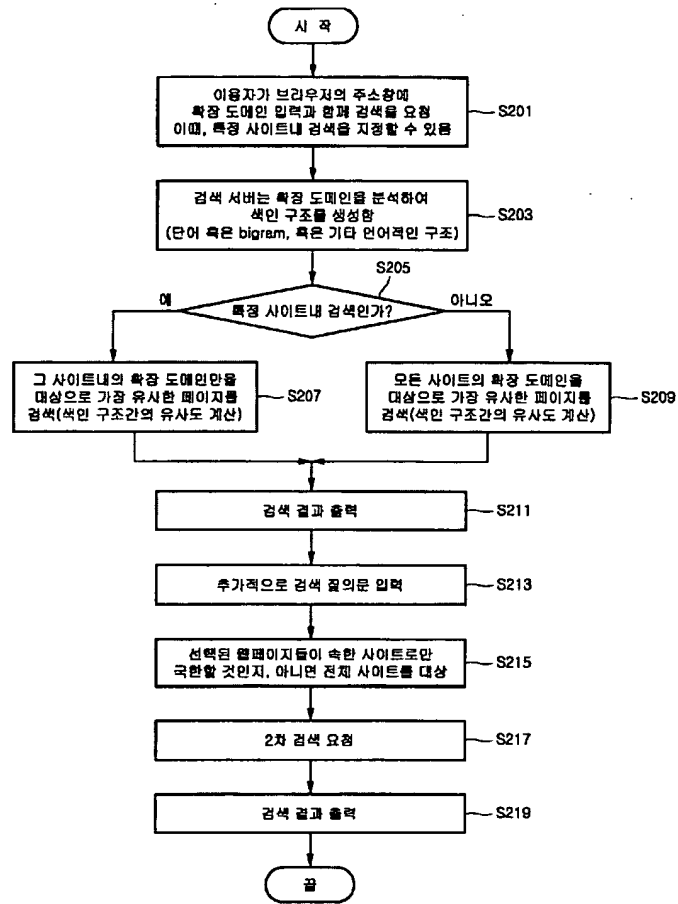 시 작
이용자가 브라우저의 주소창에
확장 도메인 입력과 함께 검색을 요청
이때, 특정 사이트내 검색을 지정할 수 있음
S201
검색 서버는 확장 도메인을 분석하여
색인 구조를 생성함
(단어 혹은 bigram, 혹은 기타 언어적인 구조)
S203
S205
예
특정 사이트내 검색인가?
아니오
그 사이트내의 확장 도메인만을
대상으로 가장 유사한 페이지를
검색(색인 구조간의 유사도 계산)
S207
모든 사이트의 확장 도메인을
대상으로 가장 유사한 페이지를
검색(색인 구조간의 유사도 계산)
S209
검색 결과 출력
S211
추가적으로 검색 질의문 입력
S213
선택된 웹페이지들이 속한 사이트로만
국한할 것인지, 아니면 전체 사이트를 대상
S215
2차 검색 요청
S217
검색 결과 출력
S219
끝